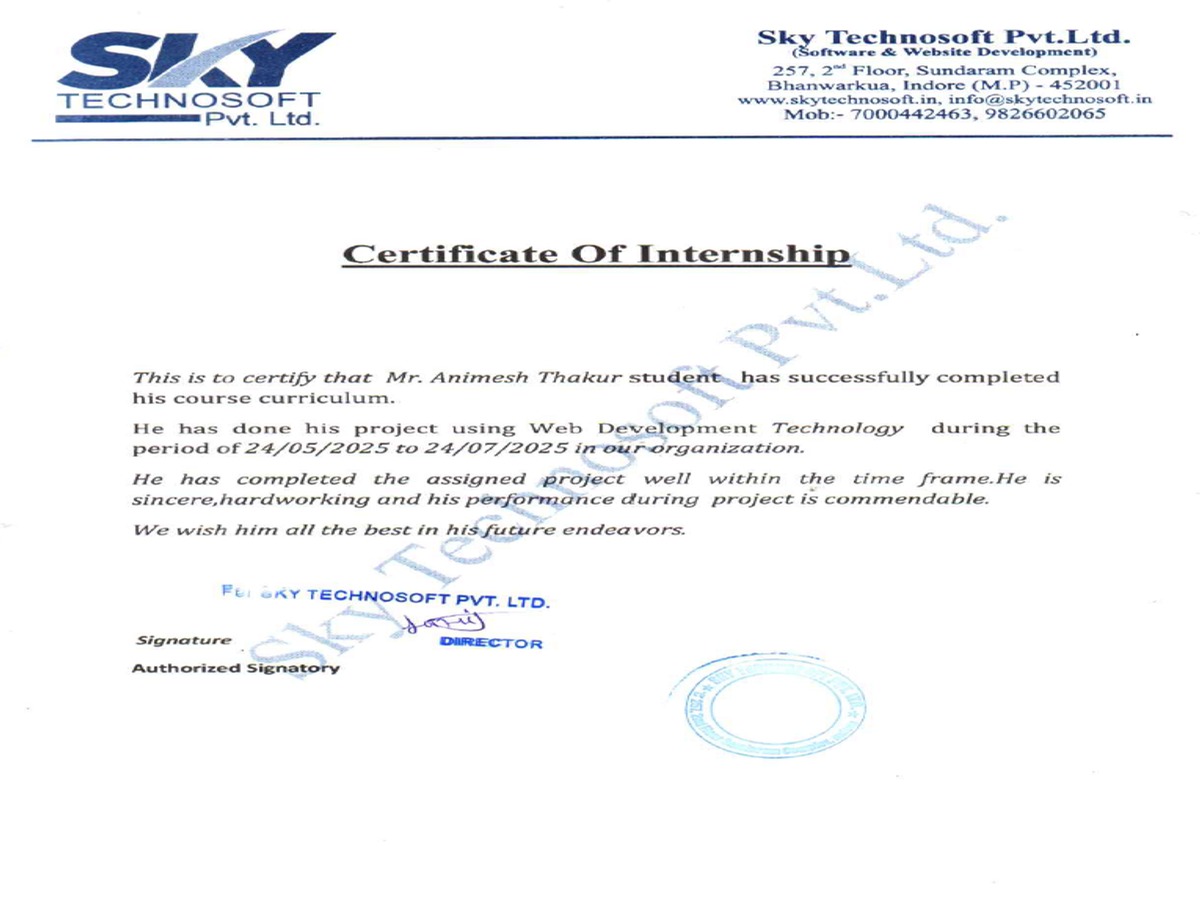 SKY
TECHNOSOFT
Pvt. Ltd.
Sky Technosoft Pvt.Ltd.
(Software & Website Development)
257, 2nd Floor, Sundaram Complex,
Bhanwarkua, Indore (M.P) - 452001
www.skytechnosoft.in, info@skytechnosoft.in
Mob:- 7000442463, 9826602065
Certificate Of Internship
This is to certify that Mr. Animesh Thakur student has successfully completed
his course curriculum.
He has done his project using Web Development Technology during the
period of 24/05/2025 to 24/07/2025 in our organization.
He has completed the assigned project well within the time frame.He is
sincere,hardworking and his performance during project is commendable.
We wish him all the best in his future endeavors.
Sky Technosoft Pvt.Ltd.
SKY TECHNOSOFT PVT. LTD.
Signature
DIRECTOR
Authorized Signatory